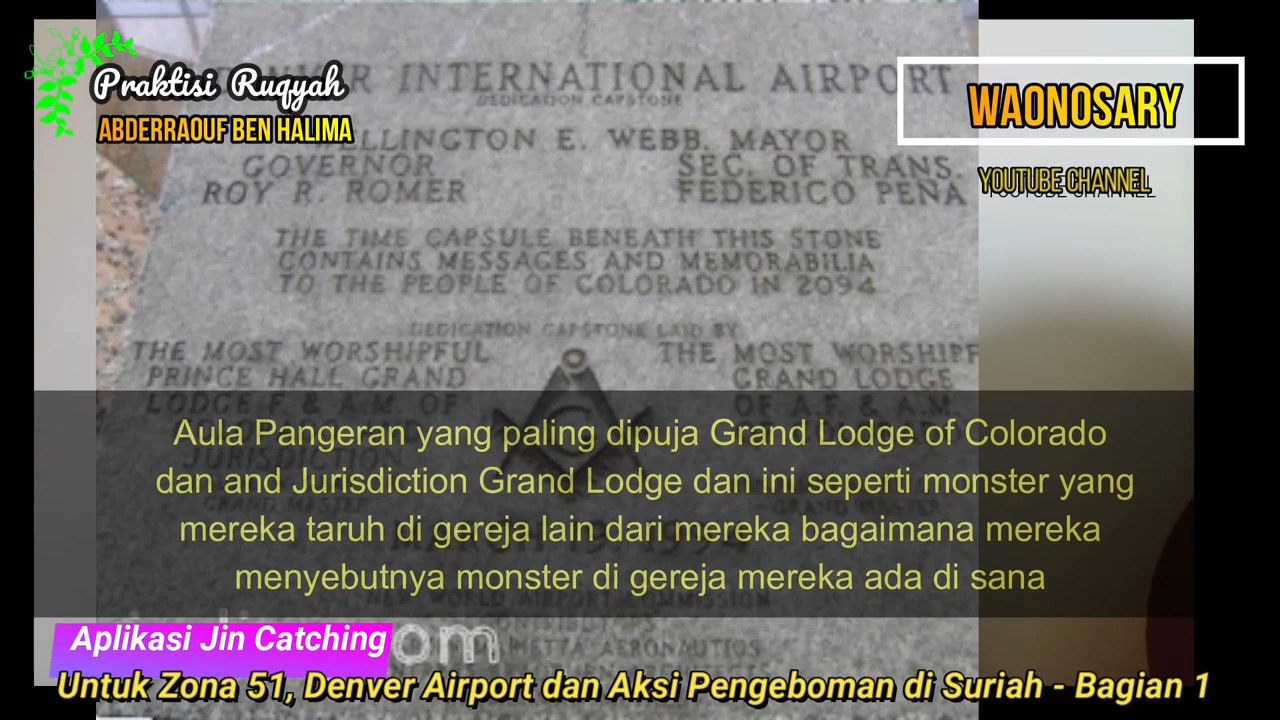 Praktisi Ruqyah
ABDERRAOUF BEN HALIMA
WAONOSARY
YOUTUBE CHANNEL
INTERNATIONAL AIRPORT
DEDICATION CAPSTONE
ELLINGTON E. WEBB, MAYOR
GOVERNOR
SEC. OF TRANS.
ROY R. ROMER
FEDERICO PEÑA
THE TIME CAPSULE BENEATH THIS STONE
CONTAINS MESSAGES AND MEMORABILIA
TO THE PEOPLE OF COLORADO IN 2094
DEDICATION CAPSTONE LAID BY
THE MOST WORSHIPFUL
PRINCE HALL GRAND
LODGE F. & A.M. OF
THE MOST WORSHIPF
GRAND LODGE
OF A.F. & A.M.
Aula Pangeran yang paling dipuja Grand Lodge of Colorado
dan and Jurisdiction Grand Lodge dan ini seperti monster yang
mereka taruh di gereja lain dari mereka bagaimana mereka
menyebutnya monster di gereja mereka ada di sana
Aplikasi Jin Catching
om
Untuk Zona 51, Denver Airport dan Aksi Pengeboman di Suriah - Bagian 1